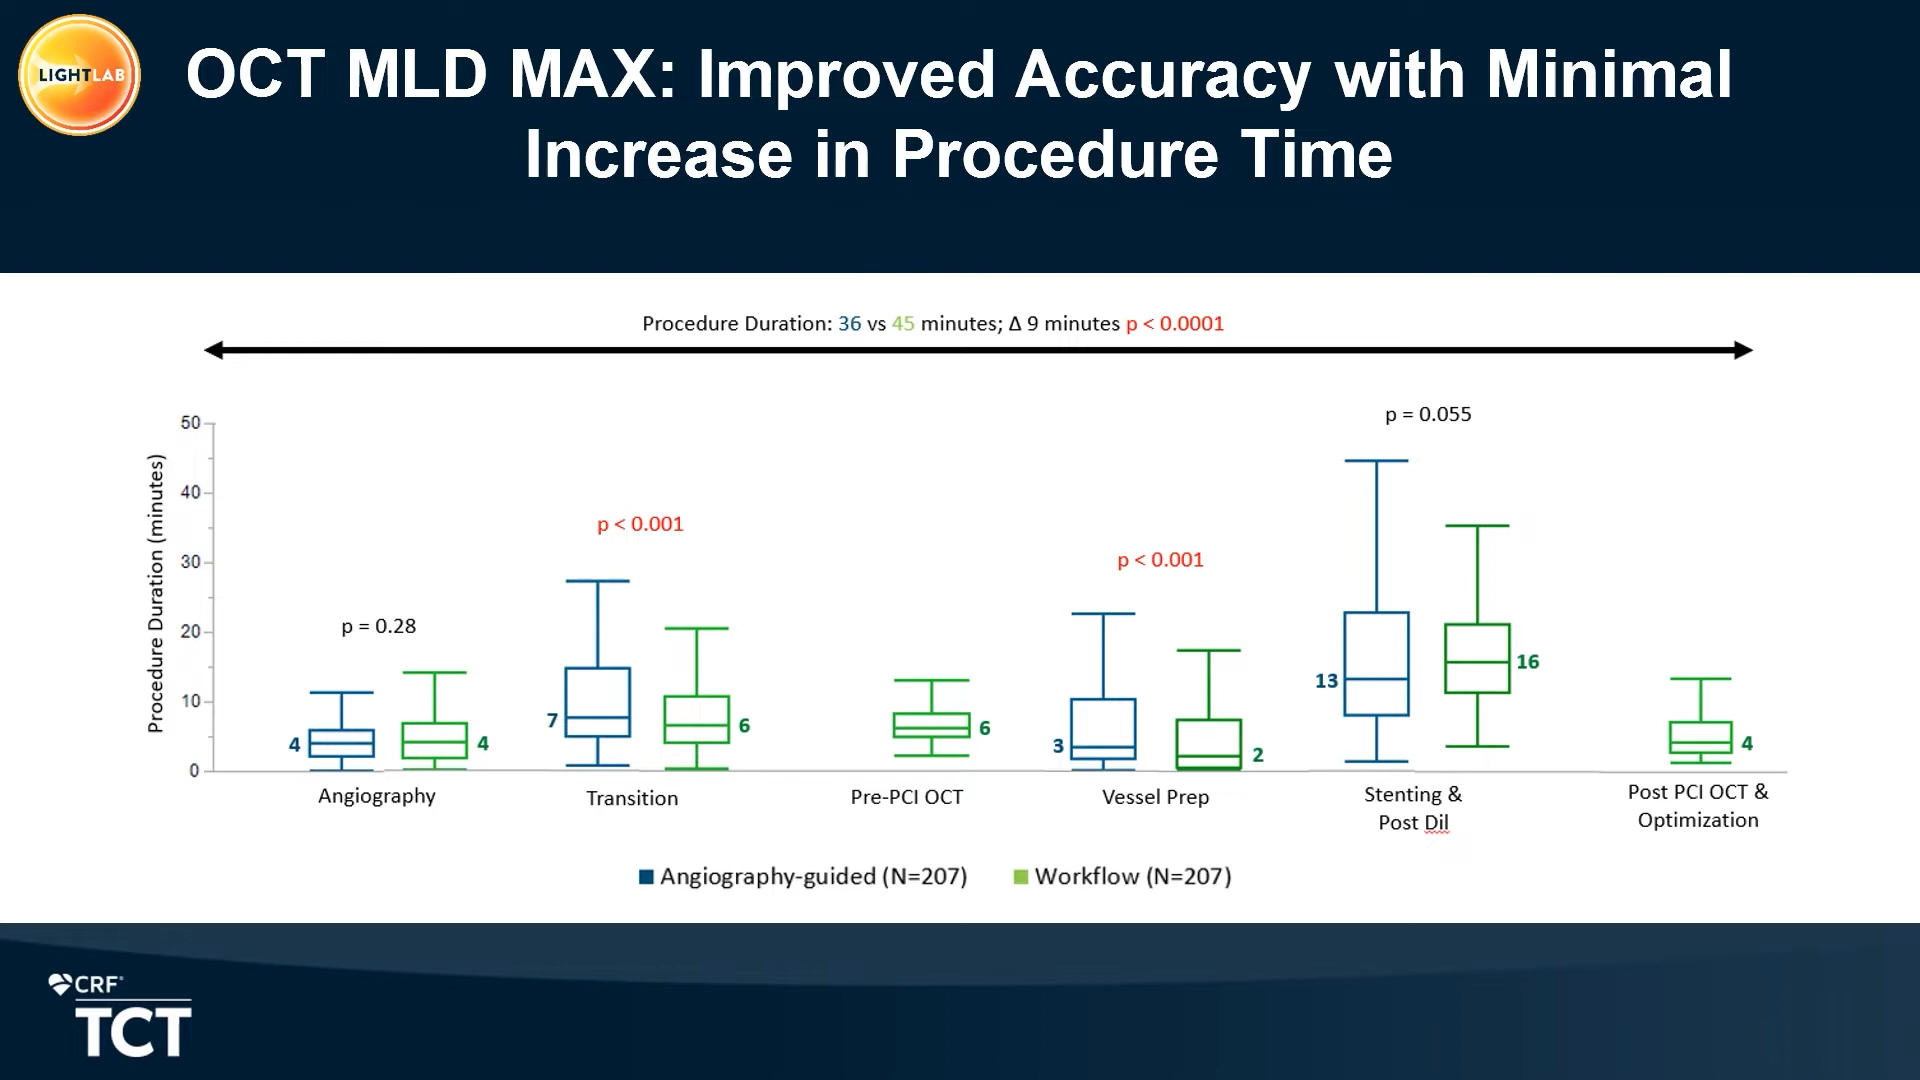 LIGHTLAB
OCT MLD MAX: Improved Accuracy with Minimal
Increase in Procedure Time
Procedure Duration: 36 vs 45 minutes; Δ 9 minutes p < 0.0001
Procedure Duration (minutes)
50
40
30
20
10
0
p = 0.28
p < 0.001
p < 0.001
p = 0.055
4
4
7
6
6
3
2
13
16
4
Angiography
Transition
Pre-PCI OCT
Vessel Prep
Stenting &
Post Dil
Post PCI OCT &
Optimization
Angiography-guided (N=207)
Workflow (N=207)
CRF®
TCT